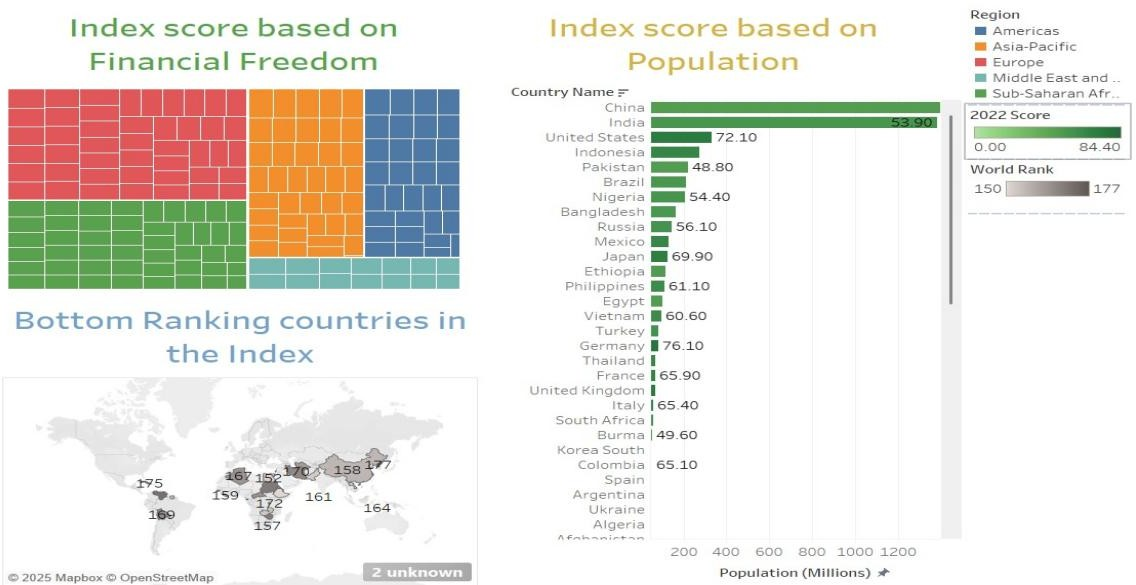 Index score based on
Financial Freedom
Bottom Ranking countries in
the Index
175
169
167
152
170
158
177
159
172
161
164
157
© 2025 Mapbox © OpenStreetMap
2 unknown
Index score based on
Population
Country Name
China
India 53.90
United States 72.10
Indonesia
Pakistan 48.80
Brazil
Nigeria 54.40
Bangladesh
Russia 56.10
Mexico
Japan 69.90
Ethiopia
Philippines 61.10
Egypt
Vietnam 60.60
Turkey
Germany 76.10
Thailand
France 65.90
United Kingdom
Italy 65.40
South Africa
Burma 49.60
Korea South
Colombia 65.10
Spain
Argentina
Ukraine
Algeria
Afghanistan
200 400 600 800 1000 1200
Population (Millions)
Region
Americas
Asia-Pacific
Europe
Middle East and ..
Sub-Saharan Afr..
2022 Score
0.00 84.40
World Rank
150 177